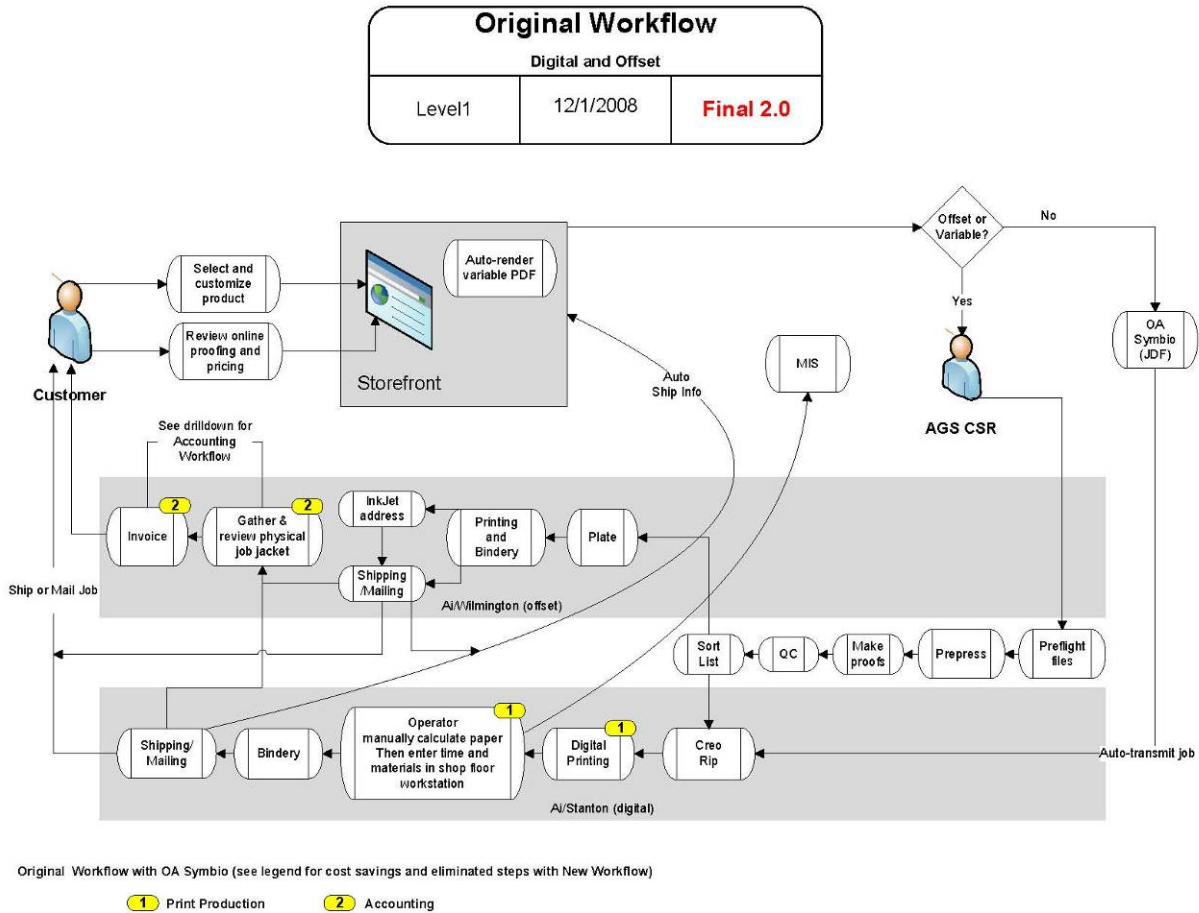 Original Workflow
Digital and Offset
Level1
12/1/2008
Final 2.0
Offset or
Variable?
No
Yes
Select and
customize
product
Auto-render
variable PDF
Review online
proofing and
pricing
Storefront
Customer
OA
Symbio
(JDF)
MIS
Auto
Ship Info
AGS CSR
See drilldown for
Accounting
Workflow
2
Invoice
2
Gather &
review physical
job jacket
InkJet
address
Printing
and
Bindery
Plate
Shipping
/Mailing
Ai/Wilmington (offset)
Ship or Mail Job
Sort
List
QC
Make
proofs
Prepress
Preflight
files
Shipping/
Mailing
Bindery
1
Operator
manually calculate paper
Then enter time and
materials in shop floor
workstation
1
Digital
Printing
Creo
Rip
Auto-transmit job
Ai/Stanton (digital)
Original Workflow with OA Symbio (see legend for cost savings and eliminated steps with New Workflow)
1 Print Production
2 Accounting